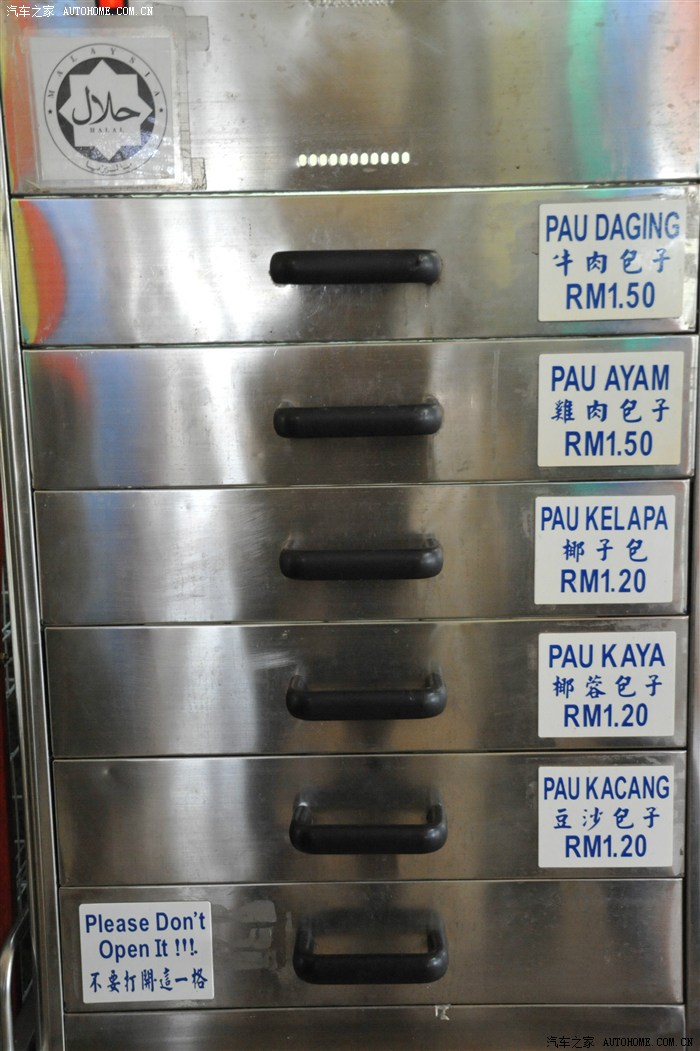 汽车之家 AUTOHOME.COM.CN
MALAYSIA
حلال
HALAL
PAU DAGING
牛肉包子
RM1.50
PAU AYAM
雞肉包子
RM1.50
PAU KELAPA
椰子包
RM1.20
PAU KAYA
椰蓉包子
RM1.20
PAU KACANG
豆沙包子
RM1.20
Please Don't
Open It !!!
不要打開這一格
汽车之家 AUTOHOME.COM.CN